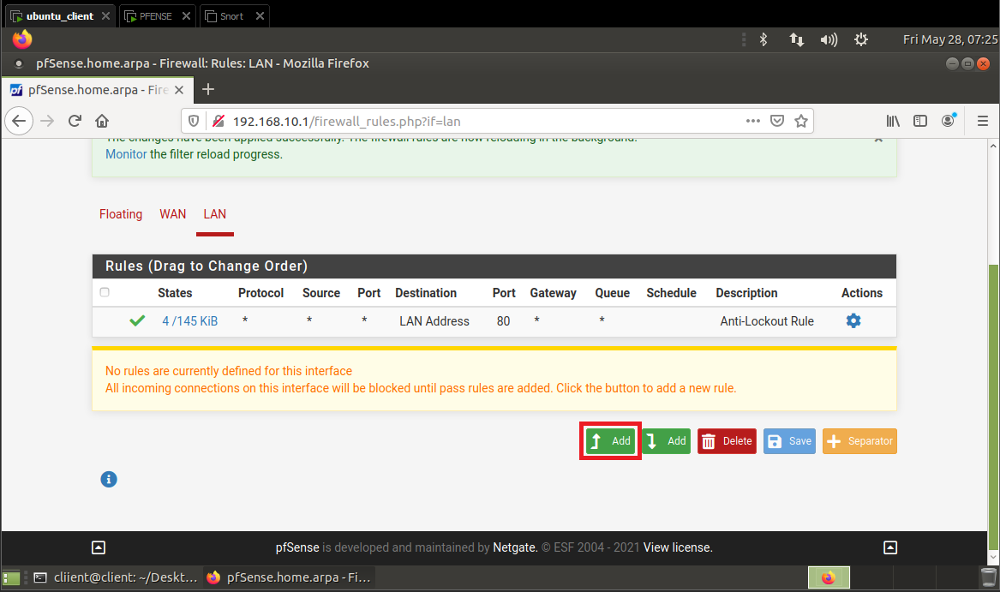 ubuntu_client
PFENSE
Snort
Fri May 28, 07:25
pfSense.home.arpa - Firewall: Rules: LAN - Mozilla Firefox
pf pfSense.home.arpa - Fire
192.168.10.1/firewall_rules.php?if=lan
The changes have been applied successfully. The firewall rules are now reloading in the background.
Monitor the filter reload progress.
Floating WAN LAN
Rules (Drag to Change Order)
States Protocol Source Port Destination Port Gateway Queue Schedule Description Actions
4 /145 KiB * * * LAN Address 80 * * Anti-Lockout Rule
No rules are currently defined for this interface
All incoming connections on this interface will be blocked until pass rules are added. Click the button to add a new rule.
Add Add Delete Save Separator
pfSense is developed and maintained by Netgate. © ESF 2004 - 2021 View license.
cliient@client: ~/Deskt...
pfSense.home.arpa - Fi...